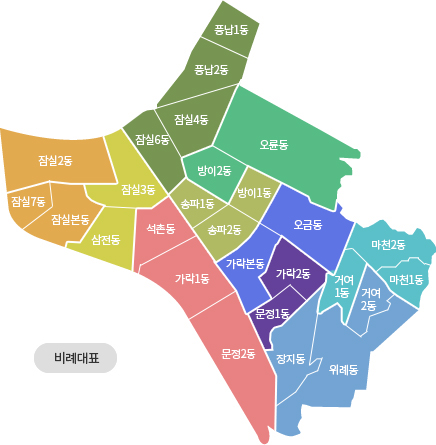 풍납1동
풍납2동
잠실4동
잠실6동
오륜동
잠실2동
방이2동
잠실3동
방이1동
잠실7동
송파1동
잠실본동
오금동
석촌동
송파2동
삼전동
마천2동
가락본동
가락1동
가락2동
거여
1동
마천1동
거여
2동
문정1동
문정2동
장지동
비례대표
위례동